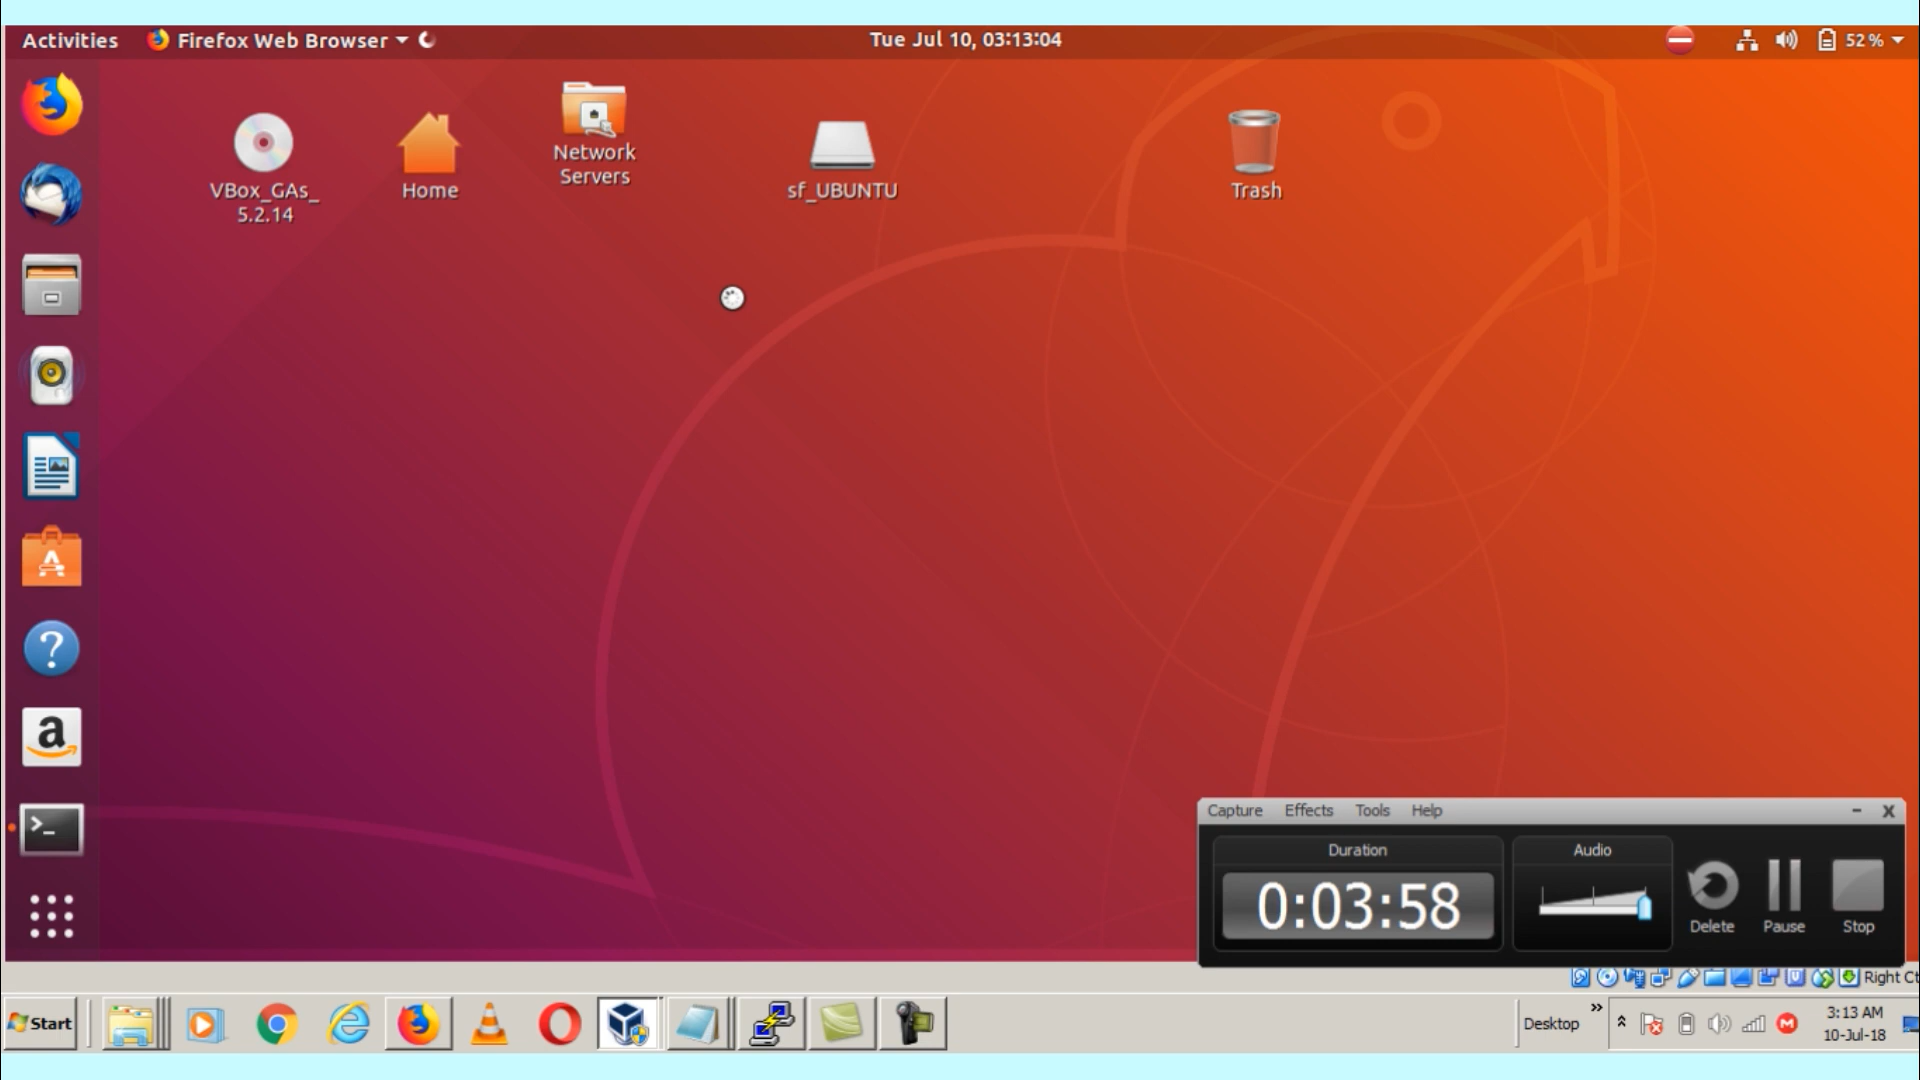 Activities
Firefox Web Browser
Tue Jul 10, 03:13:04
52 %
VBox_GAs_
5.2.14
Home
Network
Servers
sf_UBUNTU
Trash
Capture Effects Tools Help
Duration
Audio
0:03:58
Delete
Pause
Stop
Right Ct
Start
Desktop
3:13 AM
10-Jul-18